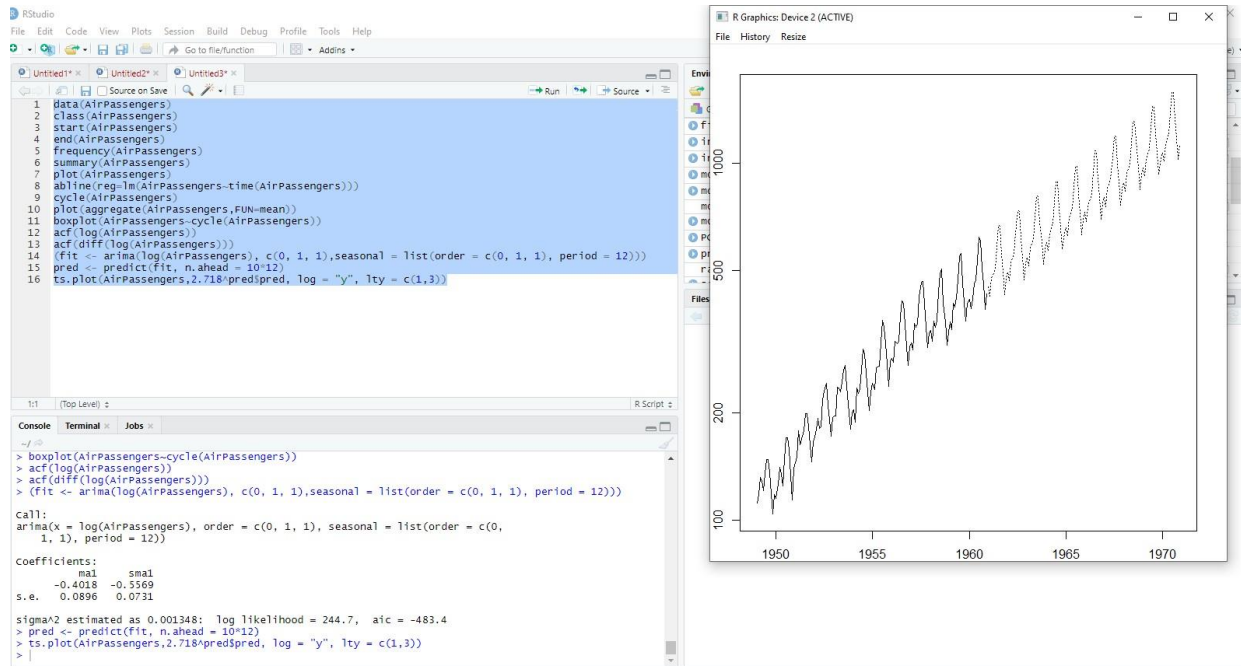 RStudio
File Edit Code View Plots Session Build Debug Profile Tools Help
Go to file/function Addins
Untitled1* Untitled2* Untitled3*
Source on Save Run Source
1 data(AirPassengers)
2 class(AirPassengers)
3 start(AirPassengers)
4 end(AirPassengers)
5 frequency(AirPassengers)
6 summary(AirPassengers)
7 plot(AirPassengers)
8 abline(reg=lm(AirPassengers~time(AirPassengers)))
9 cycle(AirPassengers)
10 plot(aggregate(AirPassengers,FUN=mean))
11 boxplot(AirPassengers~cycle(AirPassengers))
12 acf(log(AirPassengers))
13 acf(diff(log(AirPassengers)))
14 (fit <- arima(log(AirPassengers), c(0, 1, 1),seasonal = list(order = c(0, 1, 1), period = 12)))
15 pred <- predict(fit, n.ahead = 10*12)
16 ts.plot(AirPassengers,2.718^pred$pred, log = "y", lty = c(1,3))
1:1 (Top Level) R Script
Console Terminal Jobs
~/
> boxplot(AirPassengers~cycle(AirPassengers))
> acf(log(AirPassengers))
> acf(diff(log(AirPassengers)))
> (fit <- arima(log(AirPassengers), c(0, 1, 1),seasonal = list(order = c(0, 1, 1), period = 12)))
Call:
arima(x = log(AirPassengers), order = c(0, 1, 1), seasonal = list(order = c(0,
1, 1), period = 12))
Coefficients:
ma1 sma1
-0.4018 -0.5569
s.e. 0.0896 0.0731
sigma^2 estimated as 0.001348: log likelihood = 244.7, aic = -483.4
> pred <- predict(fit, n.ahead = 10*12)
> ts.plot(AirPassengers,2.718^pred$pred, log = "y", lty = c(1,3))
>
Envi
Files
R Graphics: Device 2 (ACTIVE)
File History Resize
1000
500
200
100
1950 1955 1960 1965 1970